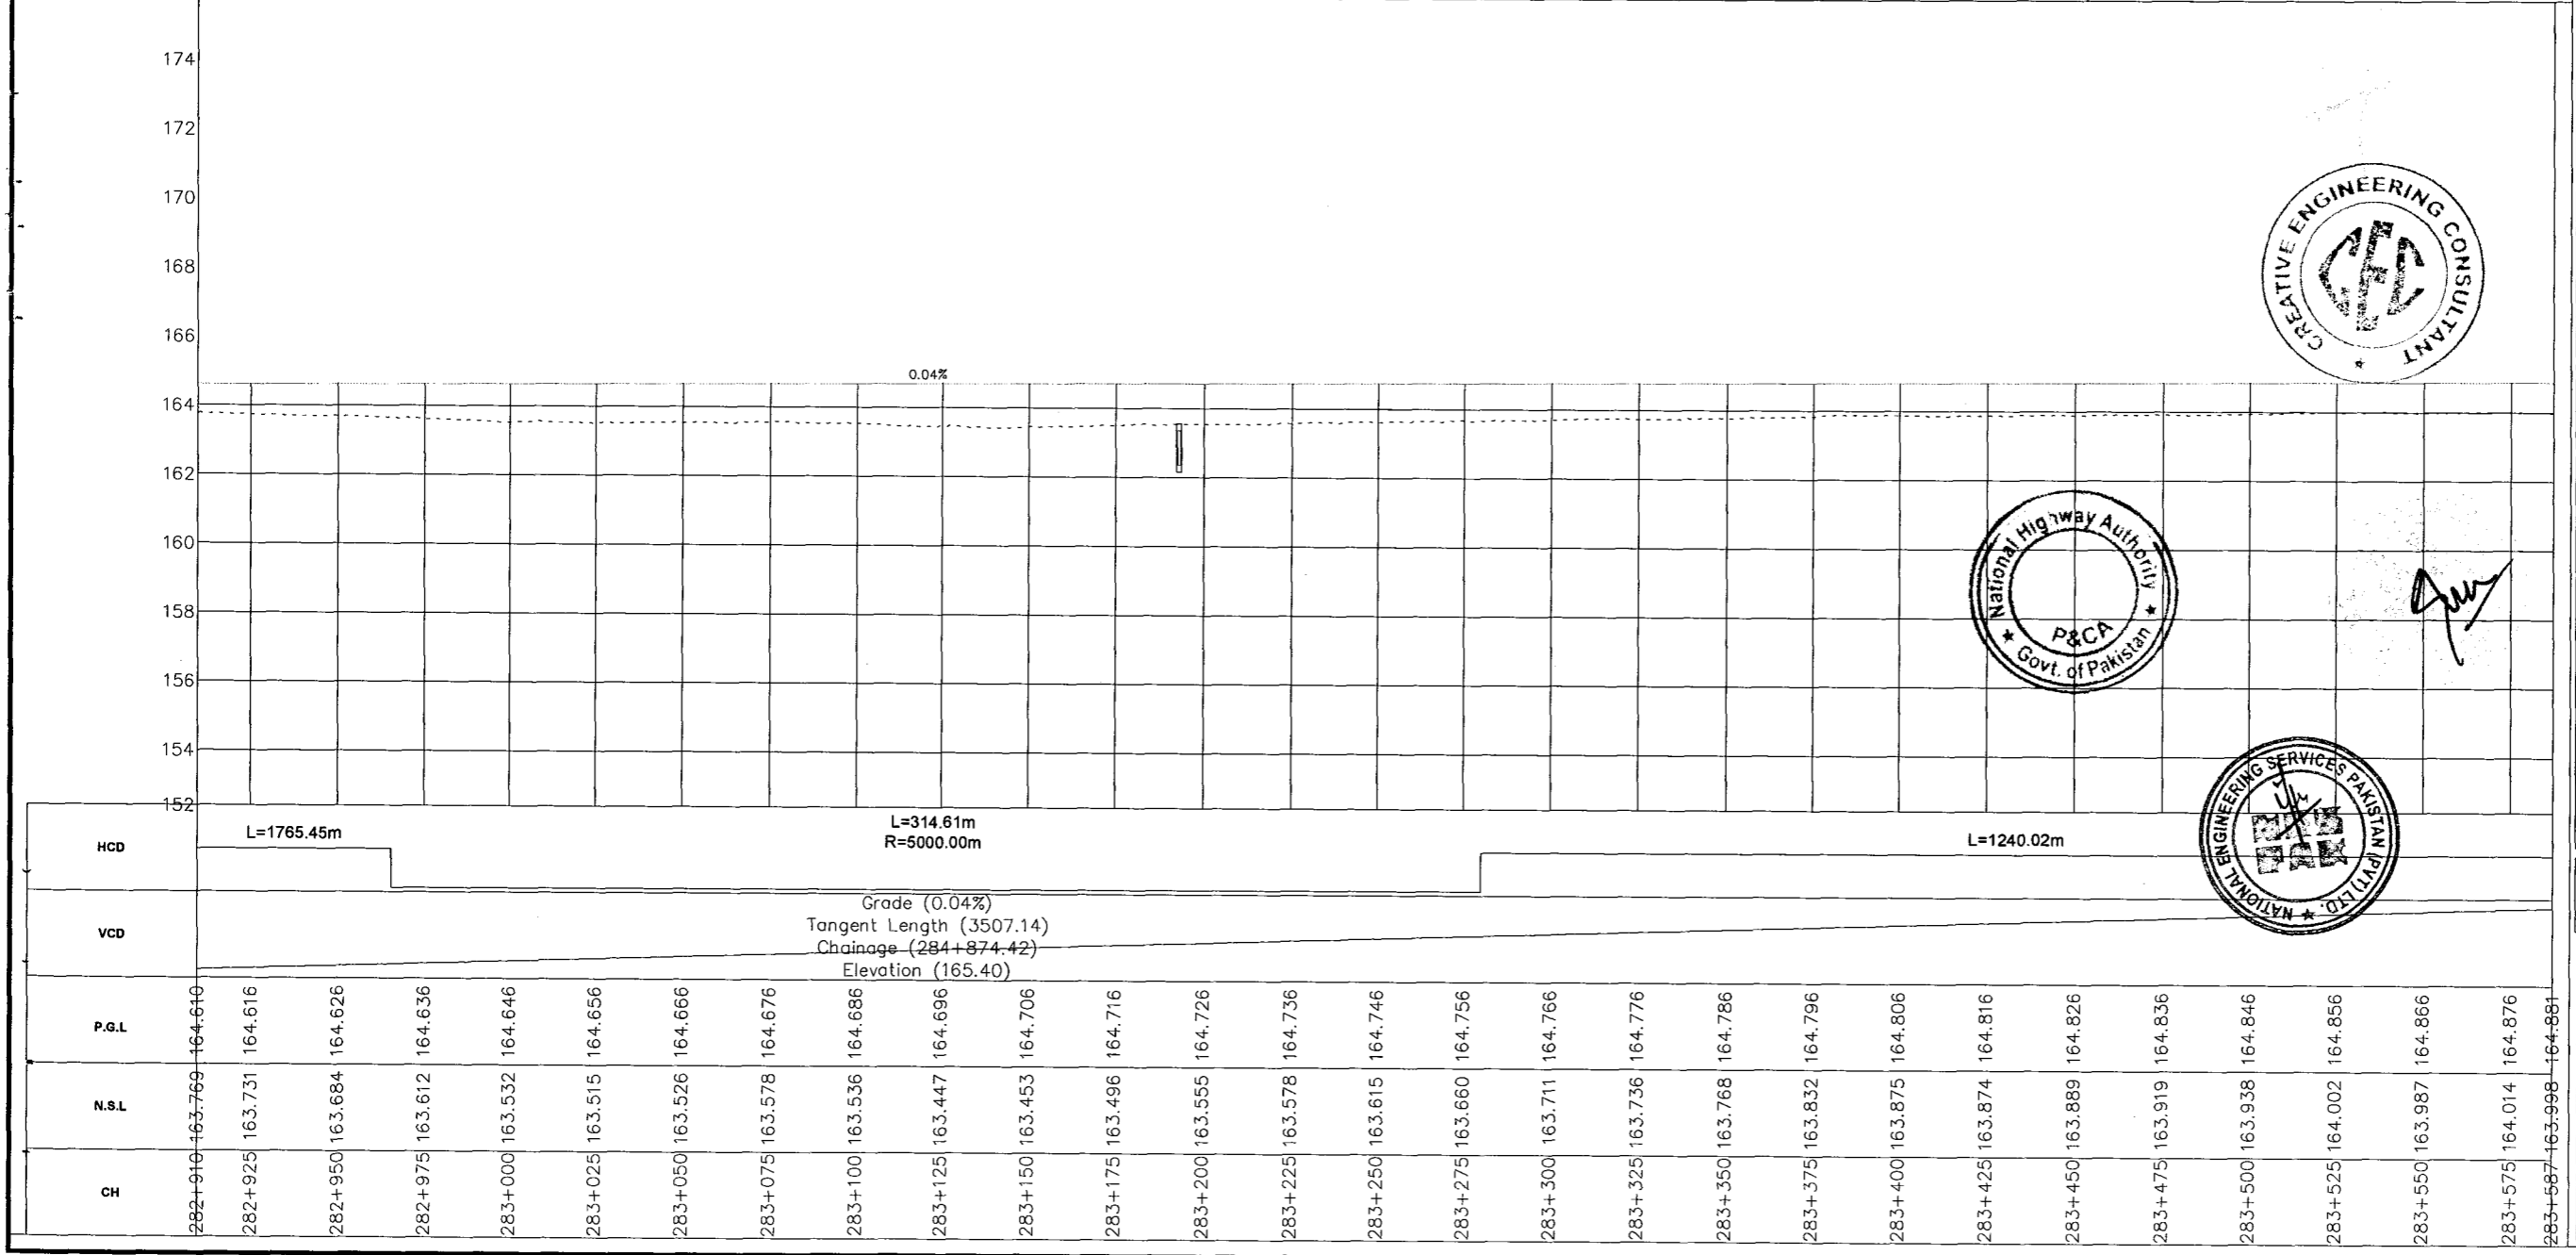 174
172
170
168
166
164
162
160
158
156
154
152
0.04%
CREATIVE ENGINEERING CONSULTANT
CEC
National Highway Authority
P&CA
Govt. of Pakistan
NATIONAL ENGINEERING SERVICES PAKISTAN (PVT) LTD.
HCD
L=1765.45m
L=314.61m
R=5000.00m
L=1240.02m
VCD
Grade (0.04%)
Tangent Length (3507.14)
Chainage (284+874.42)
Elevation (165.40)
P.G.L 164.610 164.616 164.626 164.636 164.646 164.656 164.666 164.676 164.686 164.696 164.706 164.716 164.726 164.736 164.746 164.756 164.766 164.776 164.786 164.796 164.806 164.816 164.826 164.836 164.846 164.856 164.866 164.876 164.881
N.S.L 163.769 163.731 163.684 163.612 163.532 163.515 163.526 163.578 163.536 163.447 163.453 163.496 163.555 163.578 163.615 163.660 163.711 163.736 163.768 163.832 163.875 163.874 163.889 163.919 163.938 164.002 163.987 164.014 163.998
CH 282+910 282+925 282+950 282+975 283+000 283+025 283+050 283+075 283+100 283+125 283+150 283+175 283+200 283+225 283+250 283+275 283+300 283+325 283+350 283+375 283+400 283+425 283+450 283+475 283+500 283+525 283+550 283+575 283+587